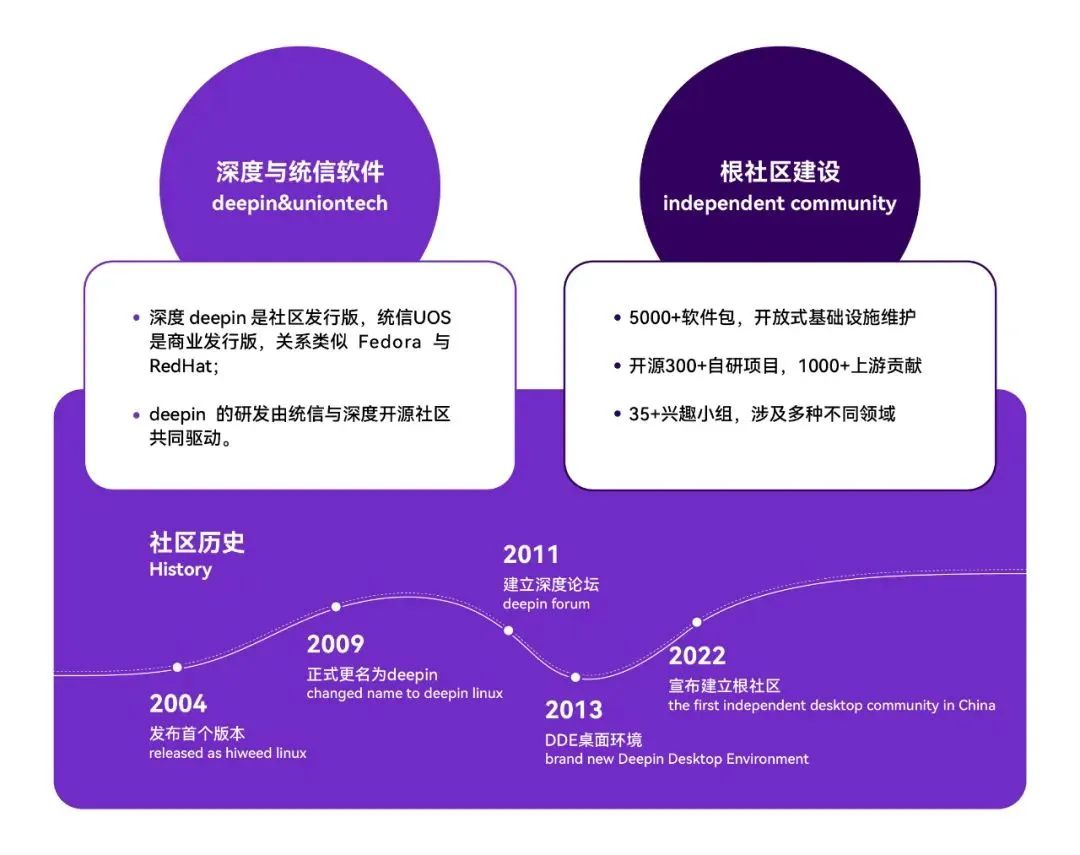 深度与统信软件
deepin&uniontech
• 深度 deepin 是社区发行版，统信UOS
是商业发行版，关系类似 Fedora 与
RedHat；
• deepin 的研发由统信与深度开源社区
共同驱动。
根社区建设
independent community
• 5000+软件包，开放式基础设施维护
• 开源300+自研项目，1000+上游贡献
• 35+兴趣小组，涉及多种不同领域
社区历史
History
2004
发布首个版本
released as hiweed linux
2009
正式更名为deepin
changed name to deepin linux
2011
建立深度论坛
deepin forum
2013
DDE桌面环境
brand new Deepin Desktop Environment
2022
宣布建立根社区
the first independent desktop community in China